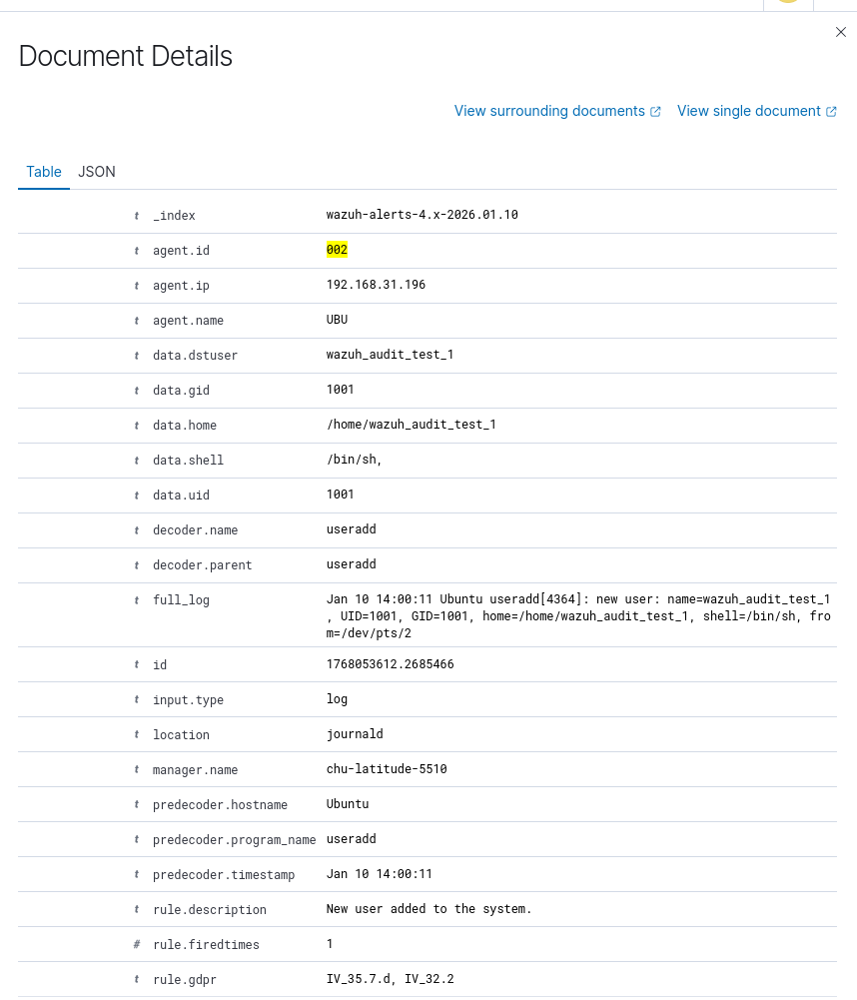 Document Details
View surrounding documents View single document
Table JSON
t _index wazuh-alerts-4.x-2026.01.10
t agent.id 002
t agent.ip 192.168.31.196
t agent.name UBU
t data.dstuser wazuh_audit_test_1
t data.gid 1001
t data.home /home/wazuh_audit_test_1
t data.shell /bin/sh,
t data.uid 1001
t decoder.name useradd
t decoder.parent useradd
t full_log Jan 10 14:00:11 Ubuntu useradd[4364]: new user: name=wazuh_audit_test_1
, UID=1001, GID=1001, home=/home/wazuh_audit_test_1, shell=/bin/sh, fro
m=/dev/pts/2
t id 1768053612.2685466
t input.type log
t location journald
t manager.name chu-latitude-5510
t predecoder.hostname Ubuntu
t predecoder.program_name useradd
t predecoder.timestamp Jan 10 14:00:11
t rule.description New user added to the system.
# rule.firedtimes 1
t rule.gdpr IV_35.7.d, IV_32.2